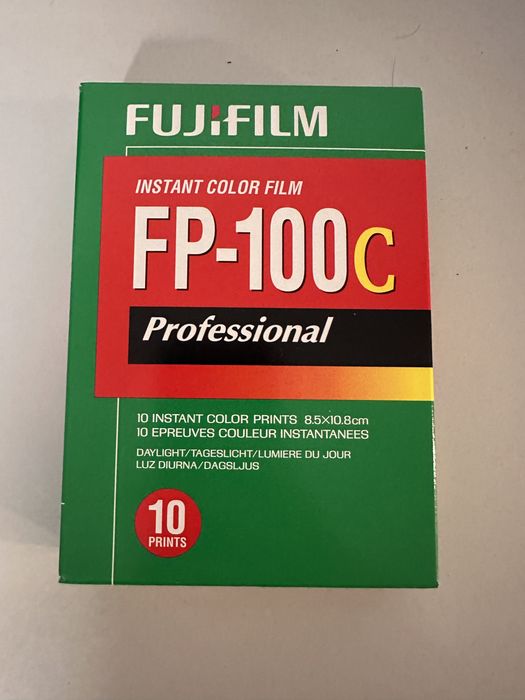 FUJIFILM
INSTANT COLOR FILM
FP-100C
Professional
10 INSTANT COLOR PRINTS 8.5×10.8cm
10 EPREUVES COULEUR INSTANTANEES
DAYLIGHT/TAGESLICHT/LUMIERE DU JOUR
LUZ DIURNA/DAGSLJUS
10
PRINTS